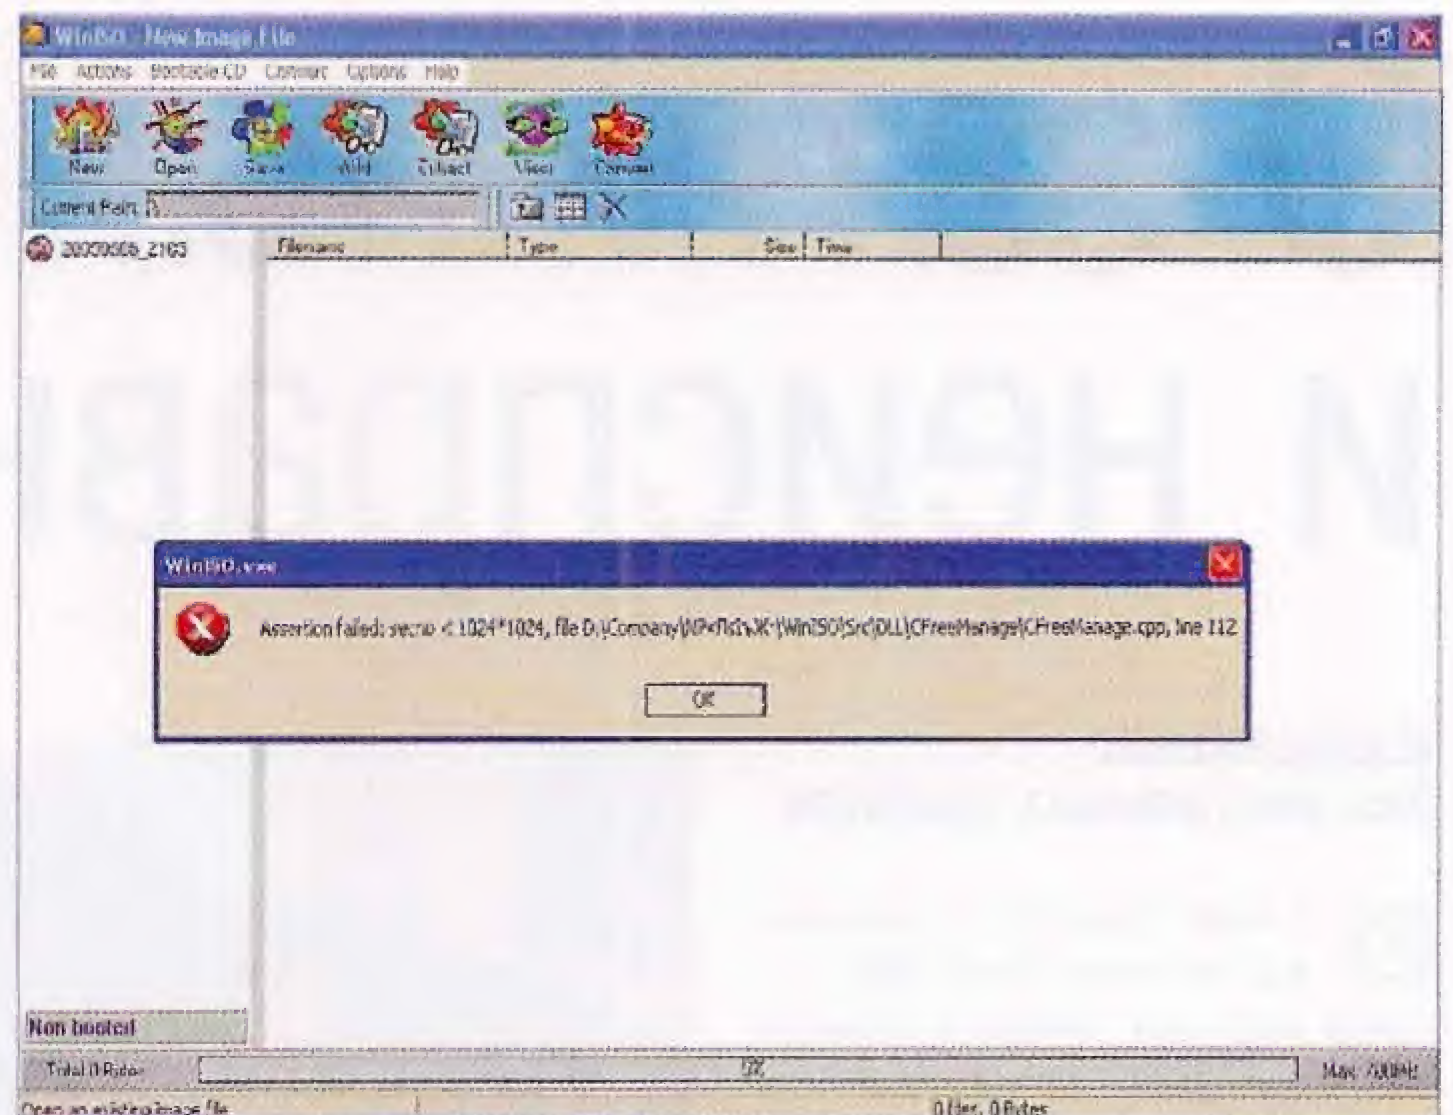 WinISO - New Image File
File Actions Bootable CD Convert Options Help
New Open Save Add Extract View Convert
Current Path: \
Filename Type Size Time
WinISO.exe
Assertion failed: secno < 1024*1024, file D:\Company\ \WinISO\Src\DLL\CFreeManage\CFreeManage.cpp, line 112
OK
Non booted
Total 0 Bytes 0% Max:
Open an existing image file 0 Bytes